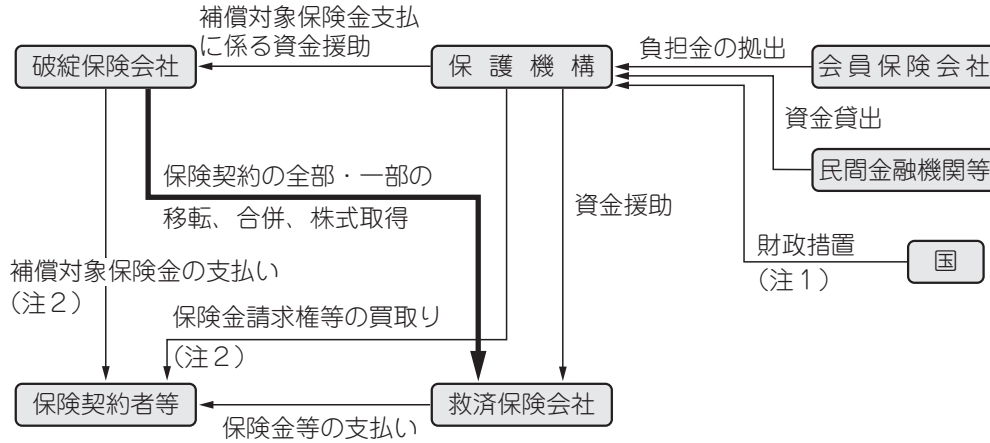 補償対象保険金支払
に係る資金援助
破綻保険会社
保護機構
負担金の拠出
会員保険会社
資金貸出
民間金融機関等
保険契約の全部・一部の
移転、合併、株式取得
資金援助
財政措置
(注1)
国
補償対象保険金の支払い
(注2)
保険金請求権等の買取り
(注2)
保険契約者等
救済保険会社
保険金等の支払い